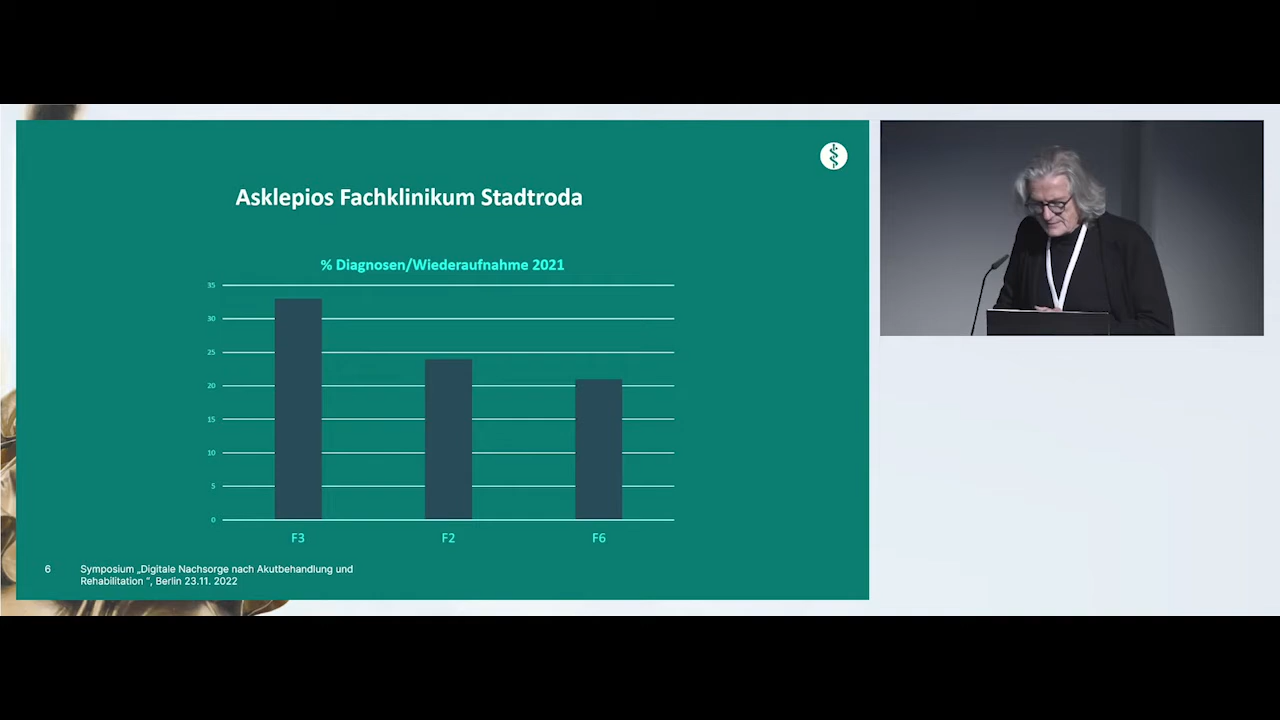 Asklepios Fachklinikum Stadtroda
% Diagnosen/Wiederaufnahme 2021
35
30
25
20
15
10
5
0
F3 F2 F6
6
Symposium „Digitale Nachsorge nach Akutbehandlung und
Rehabilitation “, Berlin 23.11. 2022